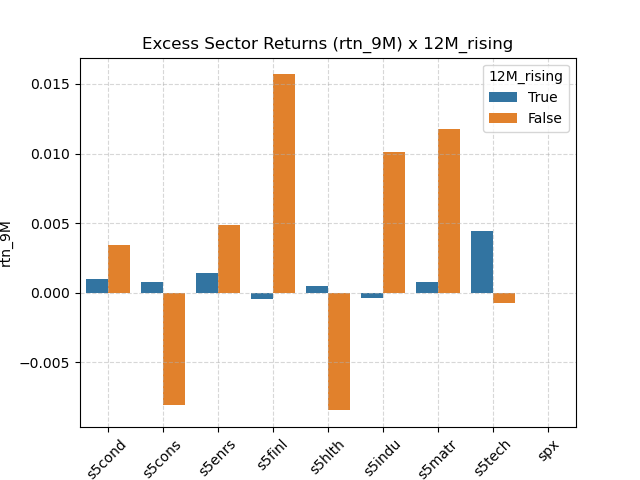 Excess Sector Returns (rtn_9M) x 12M_rising
12M_rising
True
False
rtn_9M
0.015
0.010
0.005
0.000
−0.005
s5cond
s5cons
s5enrs
s5finl
s5hlth
s5indu
s5matr
s5tech
spx